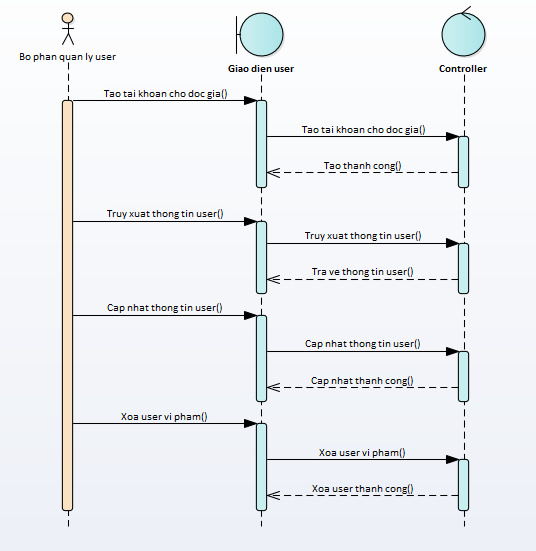 Bo phan quan ly user
Giao dien user
Controller
Tao tai khoan cho doc gia()
Tao tai khoan cho doc gia()
Tao thanh cong()
Truy xuat thong tin user()
Truy xuat thong tin user()
Tra ve thong tin user()
Cap nhat thong tin user()
Cap nhat thong tin user()
Cap nhat thanh cong()
Xoa user vi pham()
Xoa user vi pham()
Xoa user thanh cong()